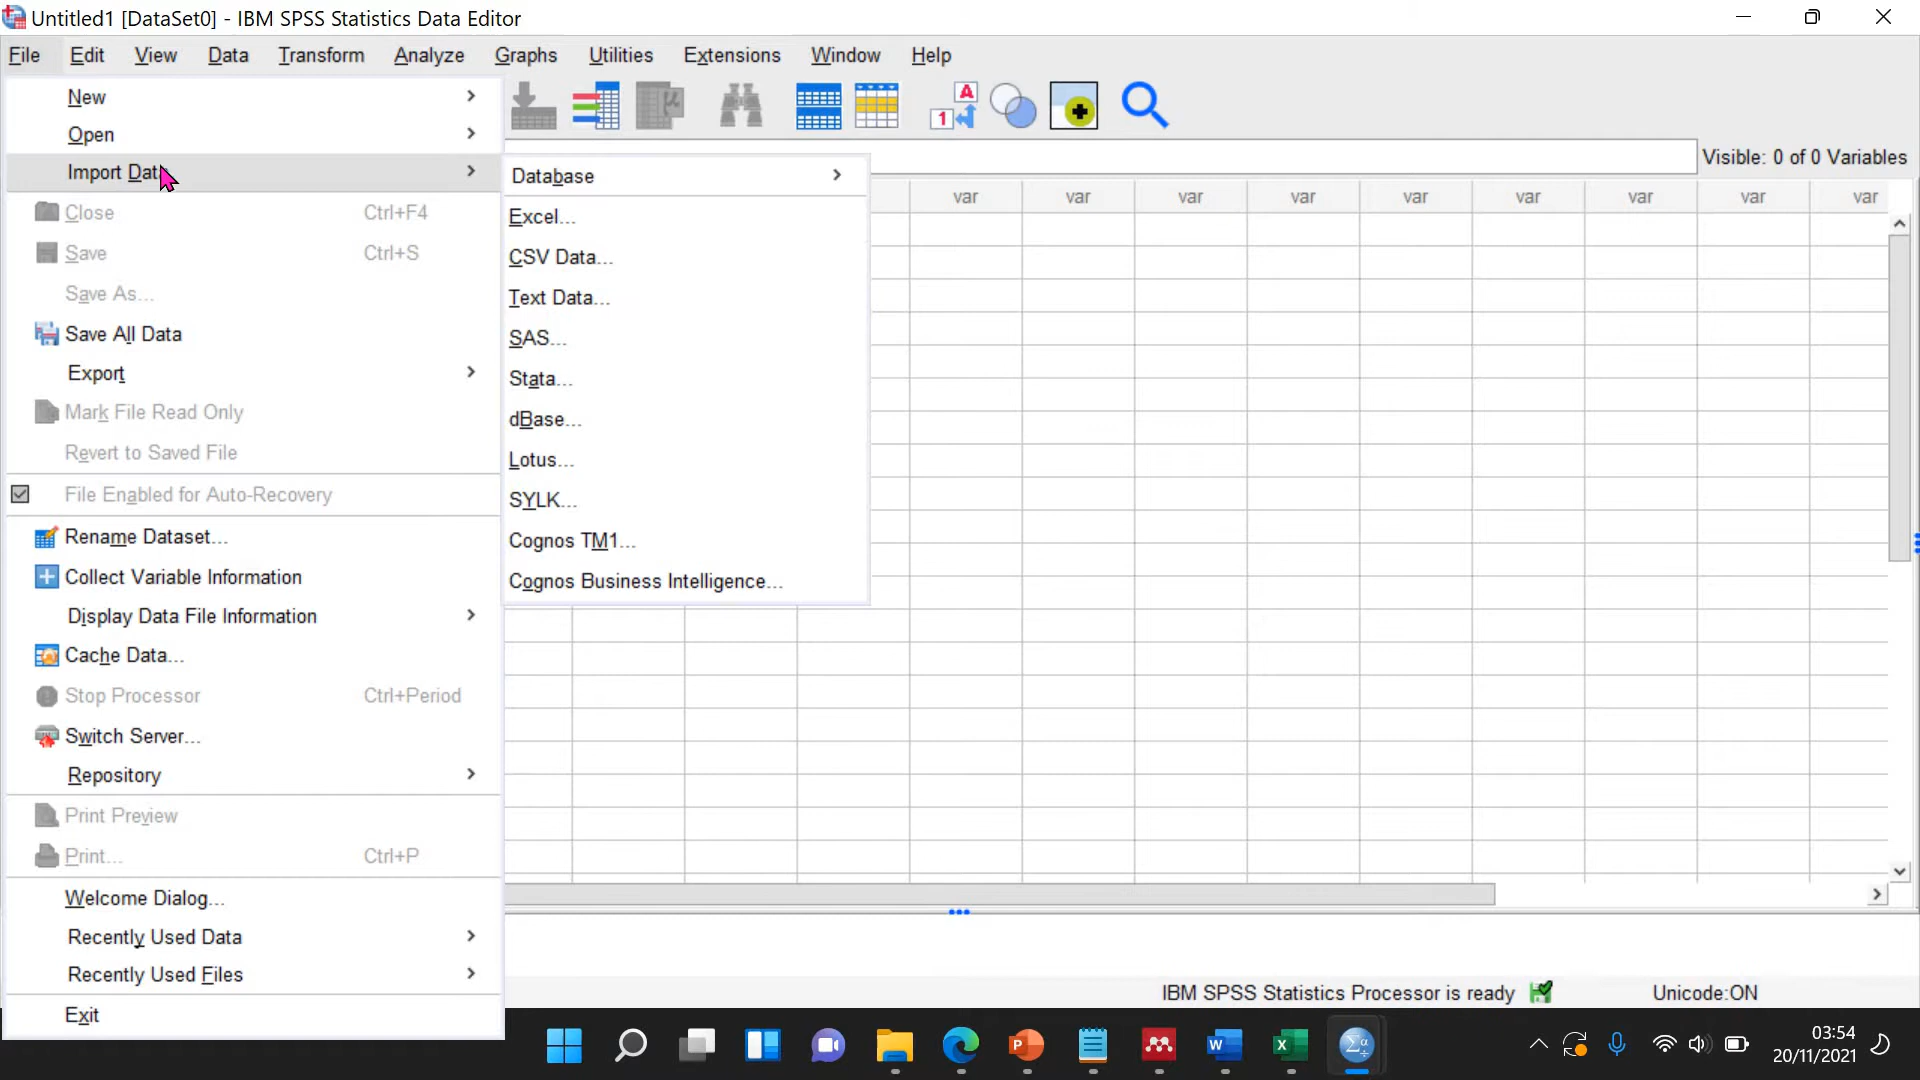 Untitled1 [DataSet0] - IBM SPSS Statistics Data Editor
File Edit View Data Transform Analyze Graphs Utilities Extensions Window Help
New
Open
Import Data
Close Ctrl+F4
Save Ctrl+S
Save As...
Save All Data
Export
Mark File Read Only
Revert to Saved File
File Enabled for Auto-Recovery
Rename Dataset...
Collect Variable Information
Display Data File Information
Cache Data...
Stop Processor Ctrl+Period
Switch Server...
Repository
Print Preview
Print... Ctrl+P
Welcome Dialog...
Recently Used Data
Recently Used Files
Exit
Database
Excel...
CSV Data...
Text Data...
SAS...
Stata...
dBase...
Lotus...
SYLK...
Cognos TM1...
Cognos Business Intelligence...
Visible: 0 of 0 Variables
var var var var var var var var var
IBM SPSS Statistics Processor is ready Unicode:ON
03:54
20/11/2021